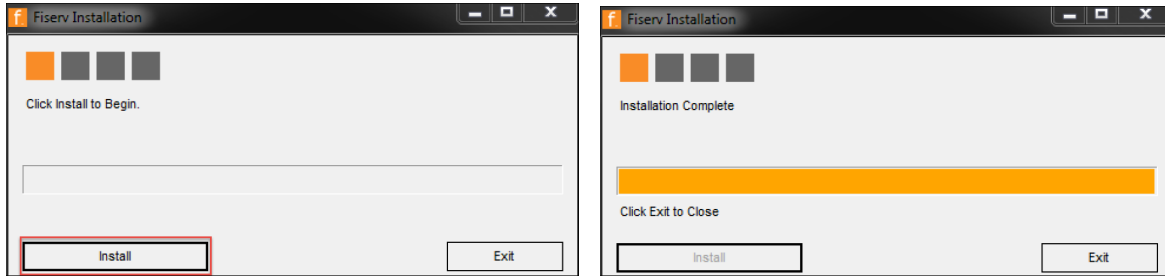 Fiserv Installation
Click Install to Begin.
Install
Exit
Fiserv Installation
Installation Complete
Click Exit to Close
Install
Exit